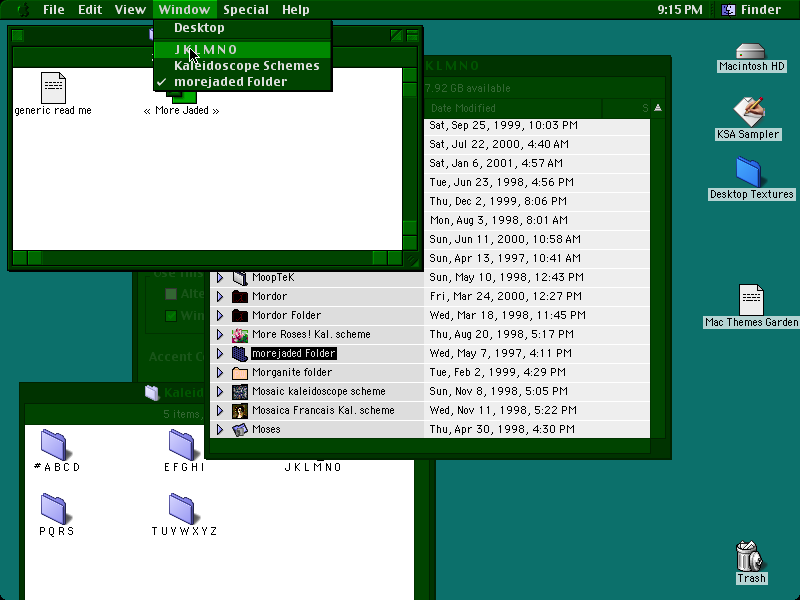 File Edit View Window Special Help 9:15 PM Finder
Desktop
J K L M N O
Kaleidoscope Schemes
✓ morejaded Folder
generic read me
« More Jaded »
K L M N O
7.92 GB available
Date Modified S
Sat, Sep 25, 1999, 10:03 PM
Sat, Jul 22, 2000, 4:40 AM
Sat, Jan 6, 2001, 4:57 AM
Tue, Jun 23, 1998, 4:56 PM
Thu, Dec 2, 1999, 8:06 PM
Mon, Aug 3, 1998, 8:01 AM
Sun, Jun 11, 2000, 10:58 AM
Sun, Apr 13, 1997, 10:41 AM
MoopTeK Sun, May 10, 1998, 12:43 PM
Mordor Fri, Mar 24, 2000, 12:27 PM
Mordor Folder Wed, Mar 18, 1998, 11:45 PM
More Roses! Kal. scheme Thu, Aug 20, 1998, 5:17 PM
morejaded Folder Wed, May 7, 1997, 4:11 PM
Morganite folder Tue, Feb 2, 1999, 4:29 PM
Mosaic kaleidoscope scheme Sun, Nov 8, 1998, 5:05 PM
Mosaica Francais Kal. scheme Wed, Nov 11, 1998, 5:22 PM
Moses Thu, Apr 30, 1998, 4:30 PM
Use this
Alte
Win
Accent Co
Kaleid
5 items,
# A B C D
E F G H I
J K L M N O
P Q R S
T U V W X Y Z
Macintosh HD
KSA Sampler
Desktop Textures
Mac Themes Garden
Trash